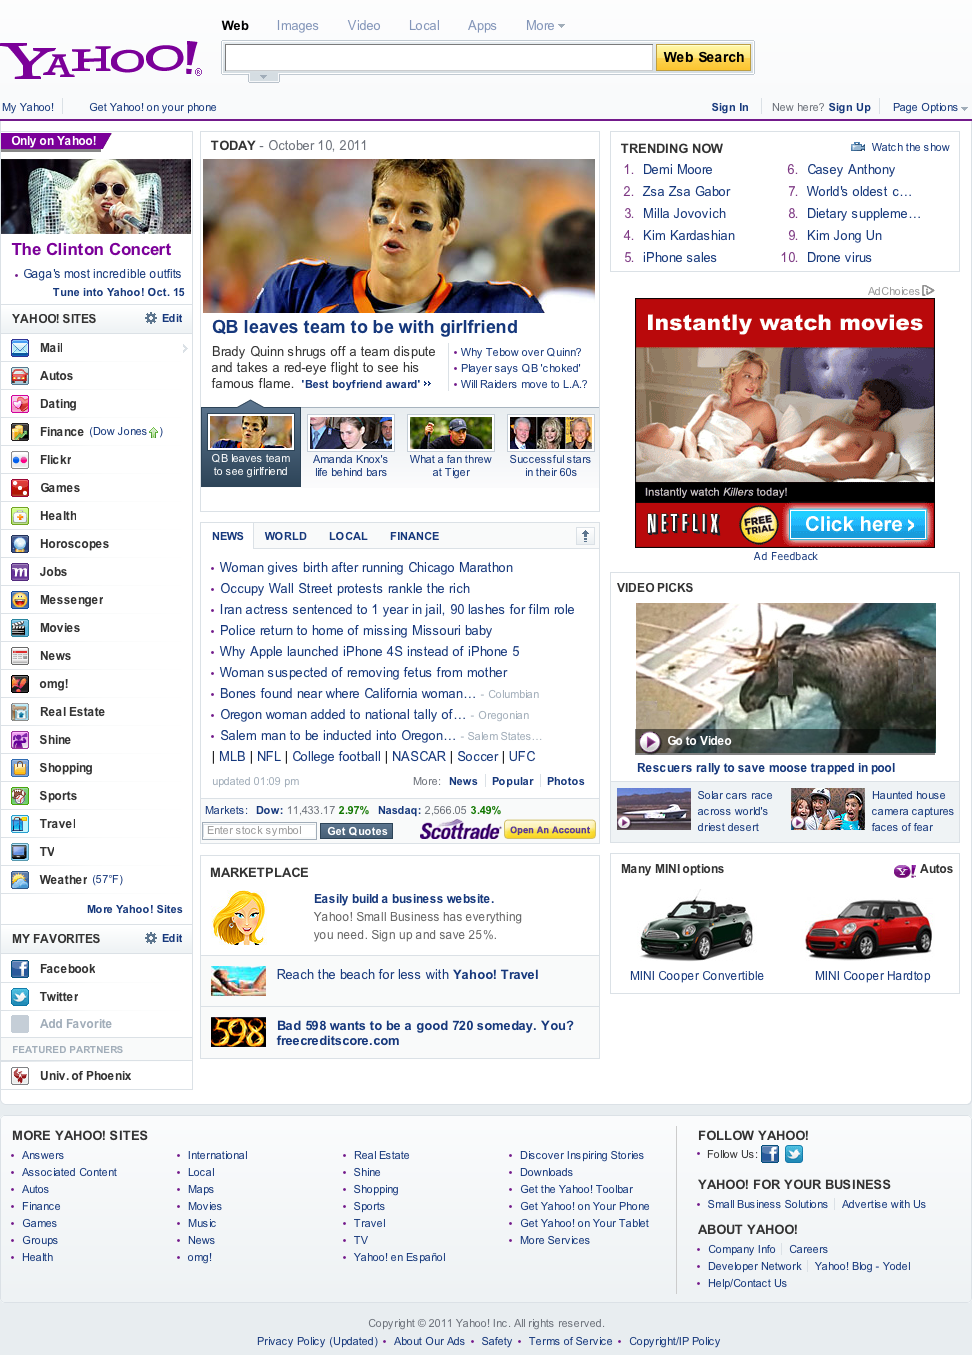 Web Images Video Local Apps More
YAHOO!®
Web Search
My Yahoo! Get Yahoo! on your phone
Sign In New here? Sign Up Page Options
Only on Yahoo!
The Clinton Concert
Gaga's most incredible outfits
Tune into Yahoo! Oct. 15
YAHOO! SITES Edit
Mail
Autos
Dating
Finance (Dow Jones)
Flickr
Games
Health
Horoscopes
Jobs
Messenger
Movies
News
omg!
Real Estate
Shine
Shopping
Sports
Travel
TV
Weather (57°F)
More Yahoo! Sites
MY FAVORITES Edit
Facebook
Twitter
Add Favorite
FEATURED PARTNERS
Univ. of Phoenix
TODAY - October 10, 2011
QB leaves team to be with girlfriend
Brady Quinn shrugs off a team dispute
and takes a red-eye flight to see his
famous flame. 'Best boyfriend award' »
• Why Tebow over Quinn?
• Player says QB 'choked'
• Will Raiders move to L.A.?
QB leaves team
to see girlfriend
Amanda Knox's
life behind bars
What a fan threw
at Tiger
Successful stars
in their 60s
NEWS WORLD LOCAL FINANCE
• Woman gives birth after running Chicago Marathon
• Occupy Wall Street protests rankle the rich
• Iran actress sentenced to 1 year in jail, 90 lashes for film role
• Police return to home of missing Missouri baby
• Why Apple launched iPhone 4S instead of iPhone 5
• Woman suspected of removing fetus from mother
• Bones found near where California woman… - Columbian
• Oregon woman added to national tally of… - Oregonian
• Salem man to be inducted into Oregon… - Salem States…
| MLB | NFL | College football | NASCAR | Soccer | UFC
updated 01:09 pm More: News Popular Photos
Markets: Dow: 11,433.17 2.97% Nasdaq: 2,566.05 3.49%
Enter stock symbol Get Quotes Scottrade Open An Account
MARKETPLACE
Easily build a business website.
Yahoo! Small Business has everything
you need. Sign up and save 25%.
Reach the beach for less with Yahoo! Travel
598
Bad 598 wants to be a good 720 someday. You?
freecreditscore.com
TRENDING NOW Watch the show
1. Demi Moore
2. Zsa Zsa Gabor
3. Milla Jovovich
4. Kim Kardashian
5. iPhone sales
6. Casey Anthony
7. World's oldest c…
8. Dietary suppleme…
9. Kim Jong Un
10. Drone virus
AdChoices
Instantly watch movies
Instantly watch Killers today!
NETFLIX FREE TRIAL Click here ›
Ad Feedback
VIDEO PICKS
Go to Video
Rescuers rally to save moose trapped in pool
Solar cars race
across world's
driest desert
Haunted house
camera captures
faces of fear
Many MINI options Y! Autos
MINI Cooper Convertible MINI Cooper Hardtop
MORE YAHOO! SITES
• Answers
• Associated Content
• Autos
• Finance
• Games
• Groups
• Health
• International
• Local
• Maps
• Movies
• Music
• News
• omg!
• Real Estate
• Shine
• Shopping
• Sports
• Travel
• TV
• Yahoo! en Español
• Discover Inspiring Stories
• Downloads
• Get the Yahoo! Toolbar
• Get Yahoo! on Your Phone
• Get Yahoo! on Your Tablet
• More Services
FOLLOW YAHOO!
• Follow Us:
YAHOO! FOR YOUR BUSINESS
• Small Business Solutions Advertise with Us
ABOUT YAHOO!
• Company Info Careers
• Developer Network Yahoo! Blog - Yodel
• Help/Contact Us
Copyright © 2011 Yahoo! Inc. All rights reserved.
Privacy Policy (Updated) • About Our Ads • Safety • Terms of Service • Copyright/IP Policy